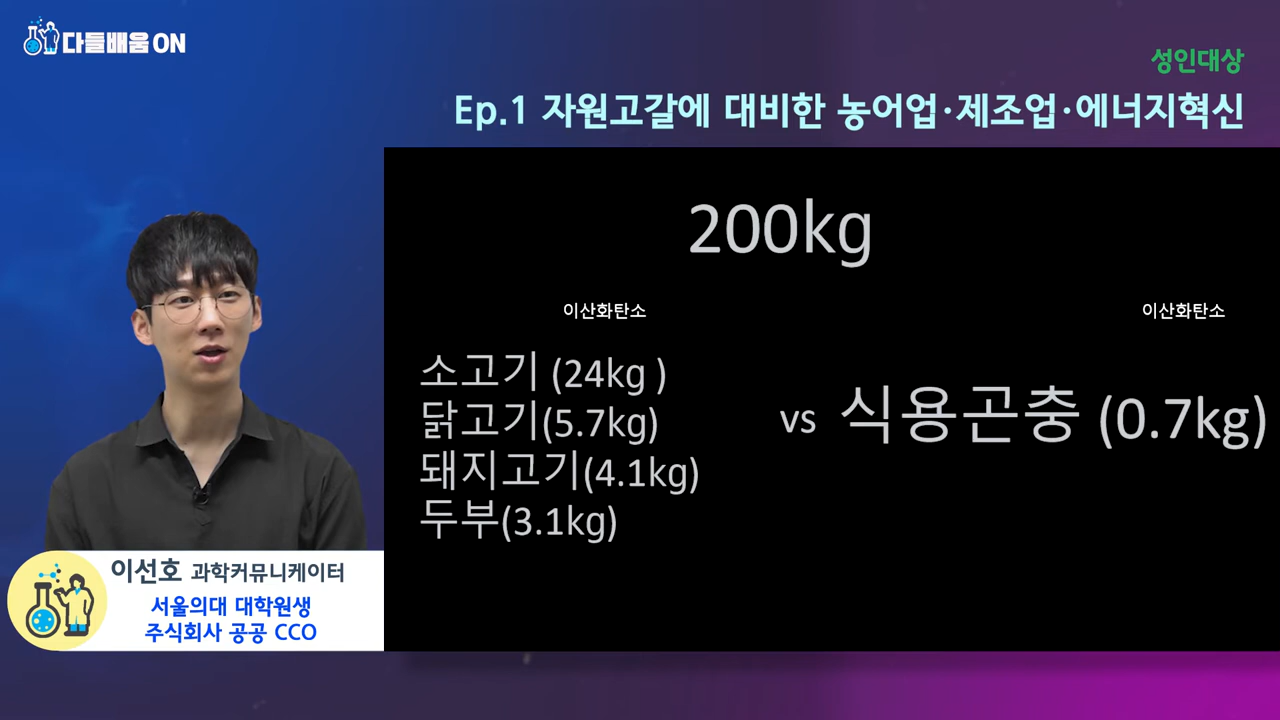 다들배움 ON
성인대상
Ep.1 자원고갈에 대비한 농어업·제조업·에너지혁신
200kg
이산화탄소
이산화탄소
소고기 (24kg )
닭고기(5.7kg)
돼지고기(4.1kg)
두부(3.1kg)
vs 식용곤충 (0.7kg)
이선호 과학커뮤니케이터
서울의대 대학원생
주식회사 공공 CCO